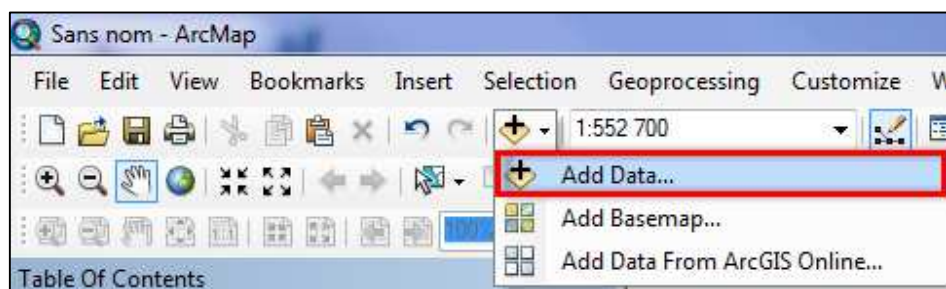 Sans nom - ArcMap
File Edit View Bookmarks Insert Selection Geoprocessing Customize W
1:552 700
Add Data...
100%
Add Basemap...
Add Data From ArcGIS Online...
Table Of Contents